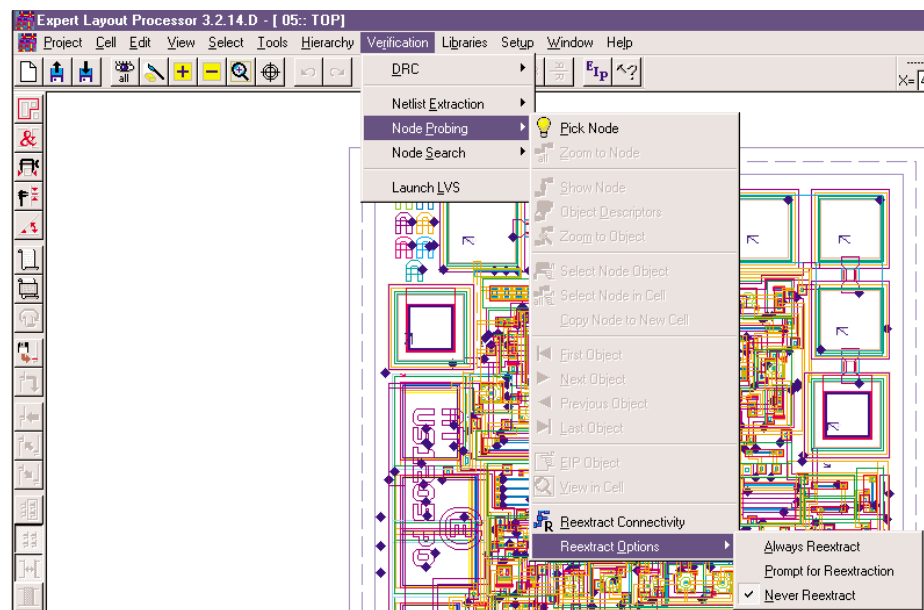 Expert Layout Processor 3.2.14.D - [ 05:: TOP]
Project Cell Edit View Select Tools Hierarchy Verification Libraries Setup Window Help
all EIP ?
X=
DRC
Netlist Extraction
Node Probing
Node Search
Launch LVS
Pick Node
all Zoom to Node
Show Node
Object Descriptors
Zoom to Object
Select Node Object
all Select Node in Cell
Copy Node to New Cell
First Object
Next Object
Previous Object
Last Object
EIP Object
View in Cell
R Reextract Connectivity
Reextract Options
Always Reextract
Prompt for Reextraction
Never Reextract